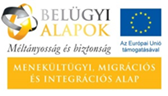 BELÜGYI
ALAPOK
Méltányosság és biztonság
Az Európai Unió
támogatásával
MENEKÜLTÜGYI, MIGRÁCIÓS
ÉS INTEGRÁCIÓS ALAP